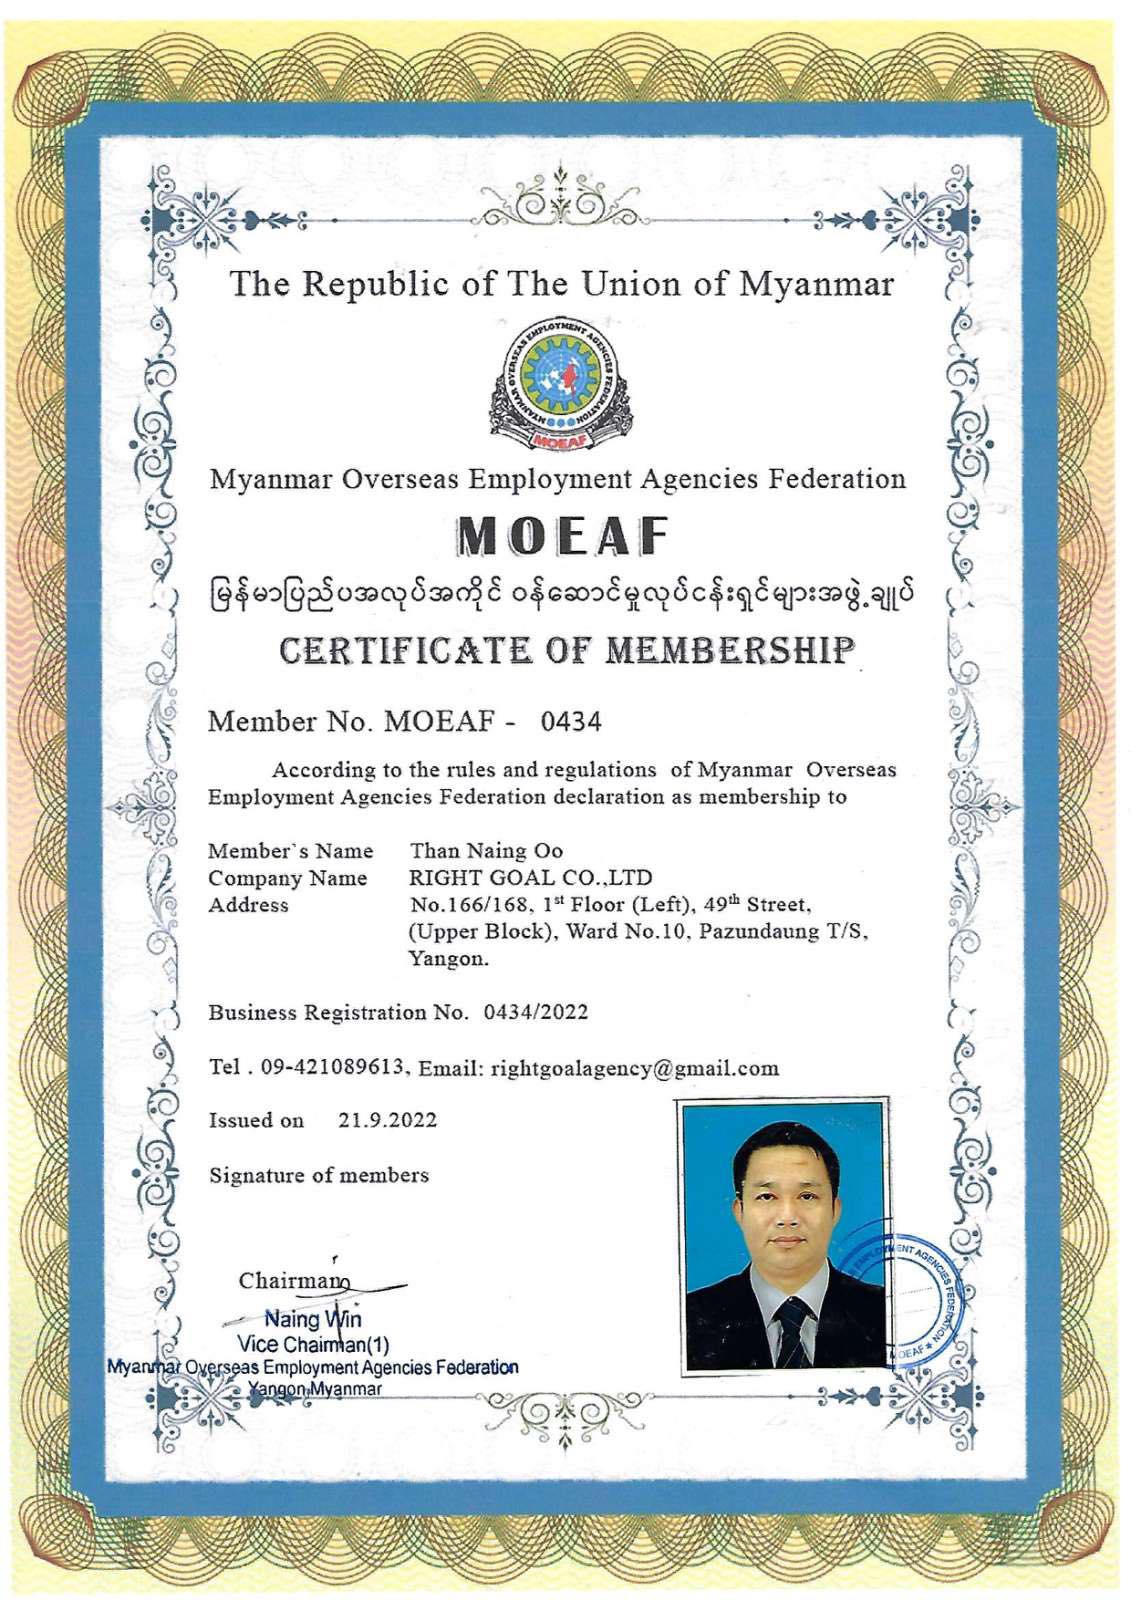 The Republic of The Union of Myanmar
MYANMAR OVERSEAS EMPLOYMENT AGENCIES FEDERATION
MOEAF
Myanmar Overseas Employment Agencies Federation
MOEAF
မြန်မာပြည်ပအလုပ်အကိုင် ဝန်ဆောင်မှုလုပ်ငန်းရှင်များအဖွဲ့ချုပ်
CERTIFICATE OF MEMBERSHIP
Member No. MOEAF - 0434
According to the rules and regulations of Myanmar Overseas
Employment Agencies Federation declaration as membership to
Member`s Name Than Naing Oo
Company Name RIGHT GOAL CO.,LTD
Address No.166/168, 1st Floor (Left), 49th Street,
(Upper Block), Ward No.10, Pazundaung T/S,
Yangon.
Business Registration No. 0434/2022
Tel . 09-421089613, Email: rightgoalagency@gmail.com
Issued on 21.9.2022
Signature of members
Chairman
Naing Win
Vice Chairman(1)
Myanmar Overseas Employment Agencies Federation
Yangon,Myanmar
EMPLOYMENT AGENCIES FEDERATION
MOEAF